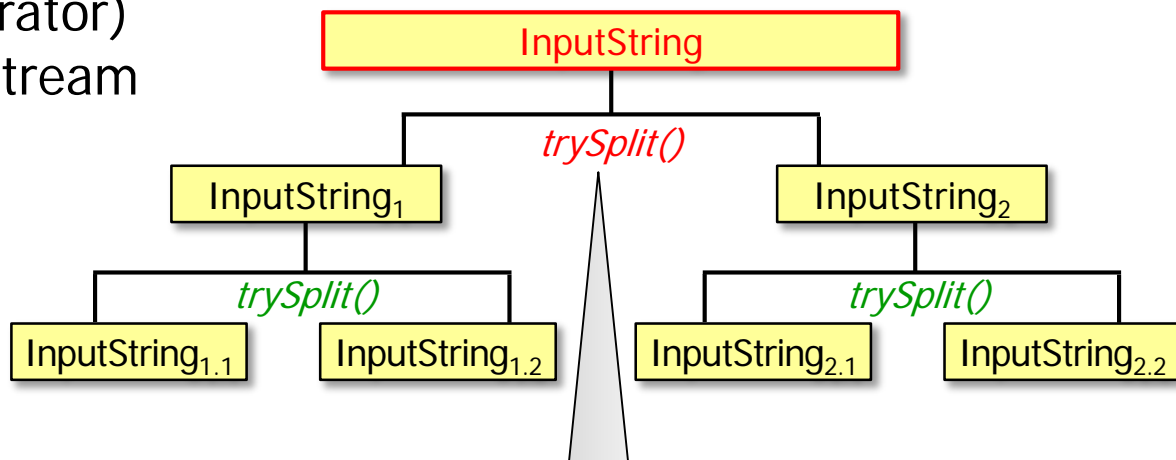 rator)
tream
InputString
trySplit()
InputString₁ InputString₂
trySplit() trySplit()
InputString₁.₁ InputString₁.₂ InputString₂.₁ InputString₂.₂